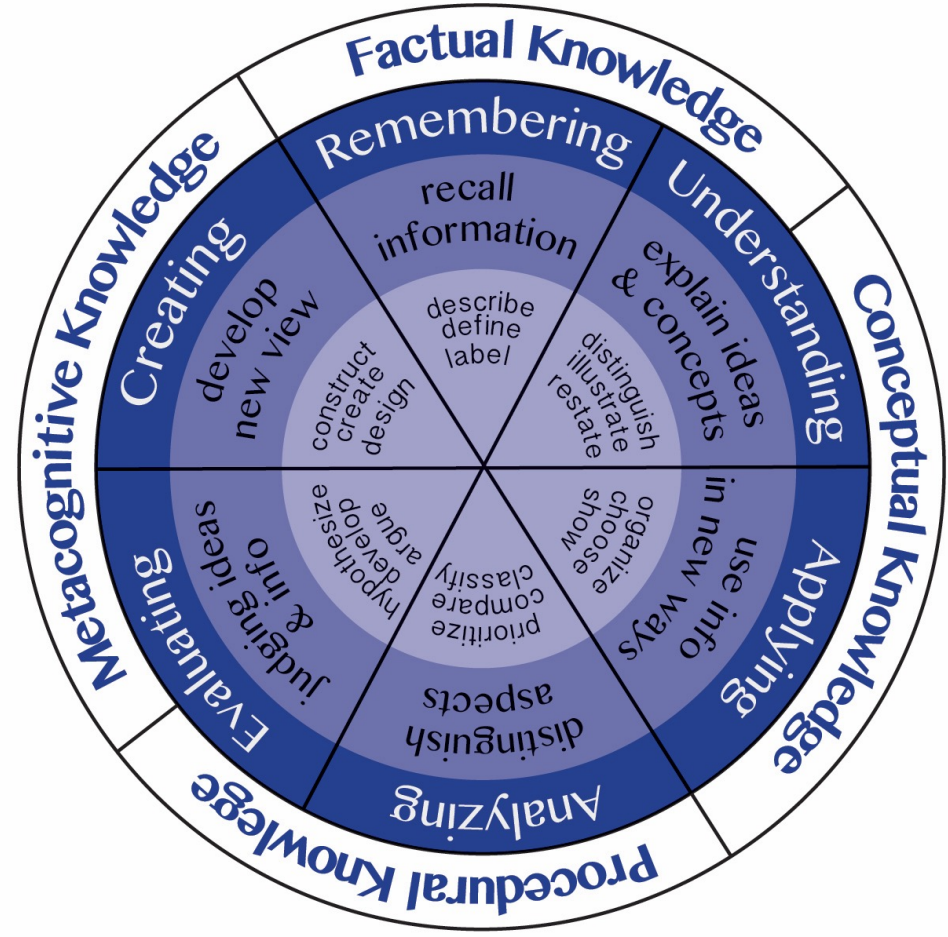 Factual Knowledge
Conceptual Knowledge
Procedural Knowlege
Metacognitive Knowledge
Remembering
recall
information
describe
define
label
Understanding
explain ideas
& concepts
distinguish
illustrate
restate
Applying
use info
in new ways
organize
choose
show
Analyzing
distinguish
aspects
prioritize
compare
classify
Evaluating
judging ideas
& info
hypothesize
develop
argue
Creating
develop
new view
construct
create
design